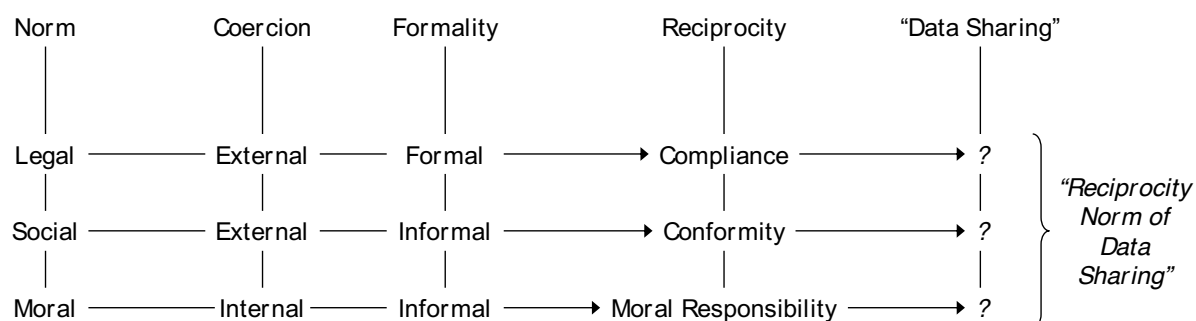 Norm Coercion Formality Reciprocity “Data Sharing”
Legal External Formal Compliance ?
Social External Informal Conformity ?
Moral Internal Informal Moral Responsibility ?
“Reciprocity
Norm of
Data
Sharing”